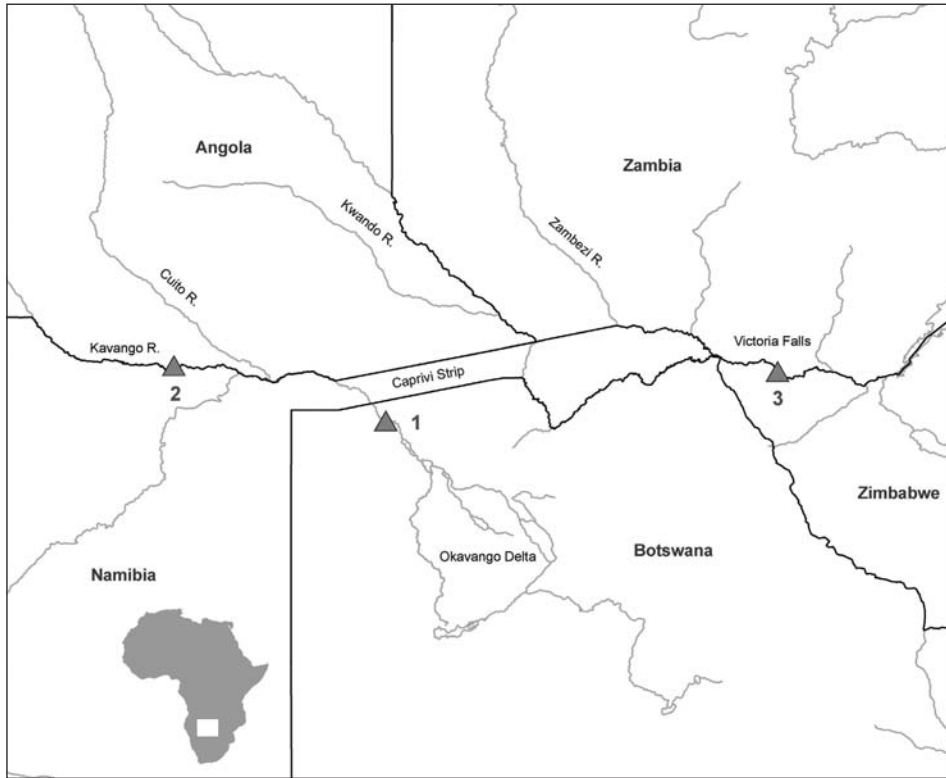 Angola
Zambia
Kwando R.
Zambezi R.
Cuito R.
Kavango R.
Victoria Falls
Caprivi Strip
2
1
3
Zimbabwe
Okavango Delta
Botswana
Namibia